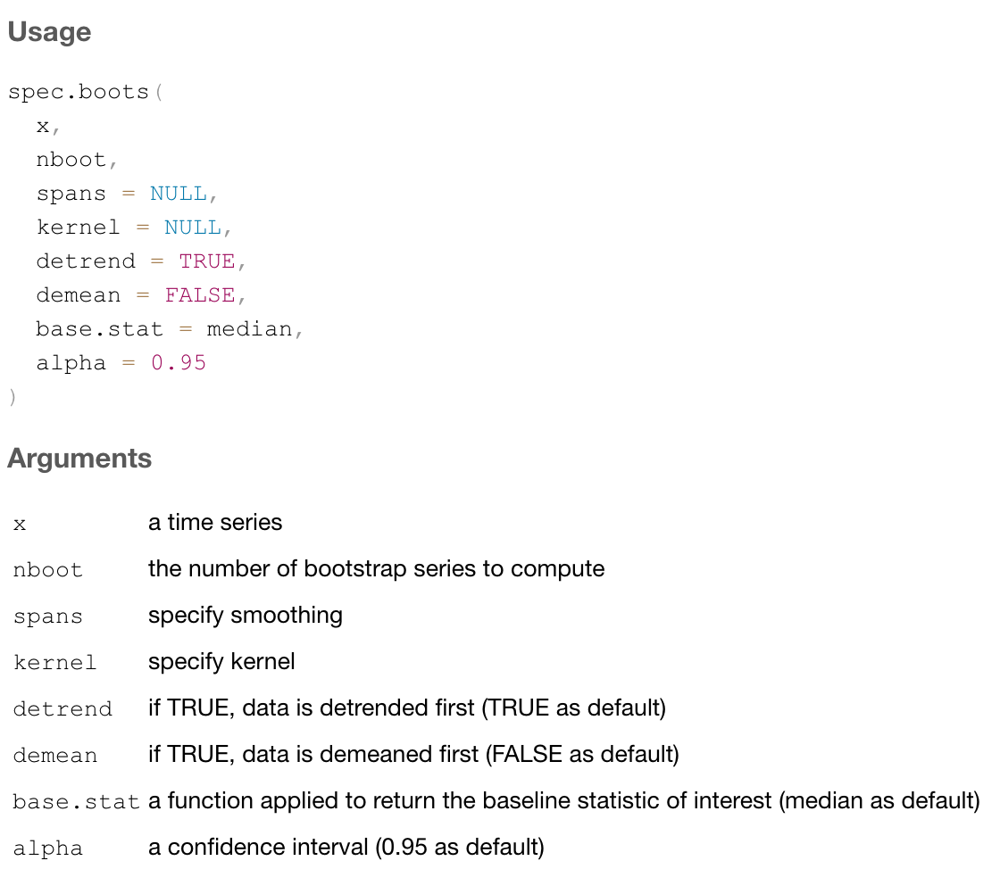 Usage
spec.boots(
  x,
  nboot,
  spans = NULL,
  kernel = NULL,
  detrend = TRUE,
  demean = FALSE,
  base.stat = median,
  alpha = 0.95
)
Arguments
x a time series
nboot the number of bootstrap series to compute
spans specify smoothing
kernel specify kernel
detrend if TRUE, data is detrended first (TRUE as default)
demean if TRUE, data is demeaned first (FALSE as default)
base.stat a function applied to return the baseline statistic of interest (median as default)
alpha a confidence interval (0.95 as default)